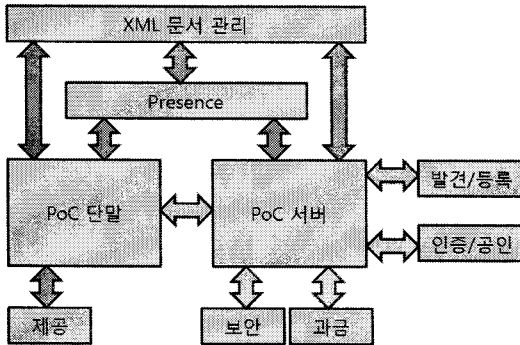 XML 문서 관리
Presence
PoC 단말
PoC 서버
발견/등록
인증/공인
제공
보안
과금